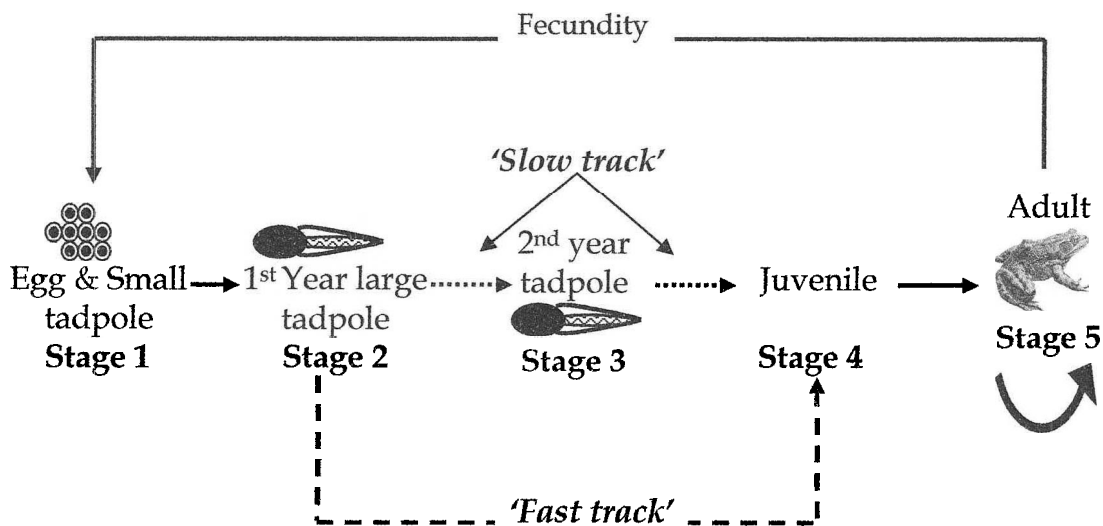 Fecundity
'Slow track'
Egg & Small
tadpole
Stage 1
1st Year large
tadpole
Stage 2
2nd year
tadpole
Stage 3
Juvenile
Stage 4
Adult
Stage 5
'Fast track'